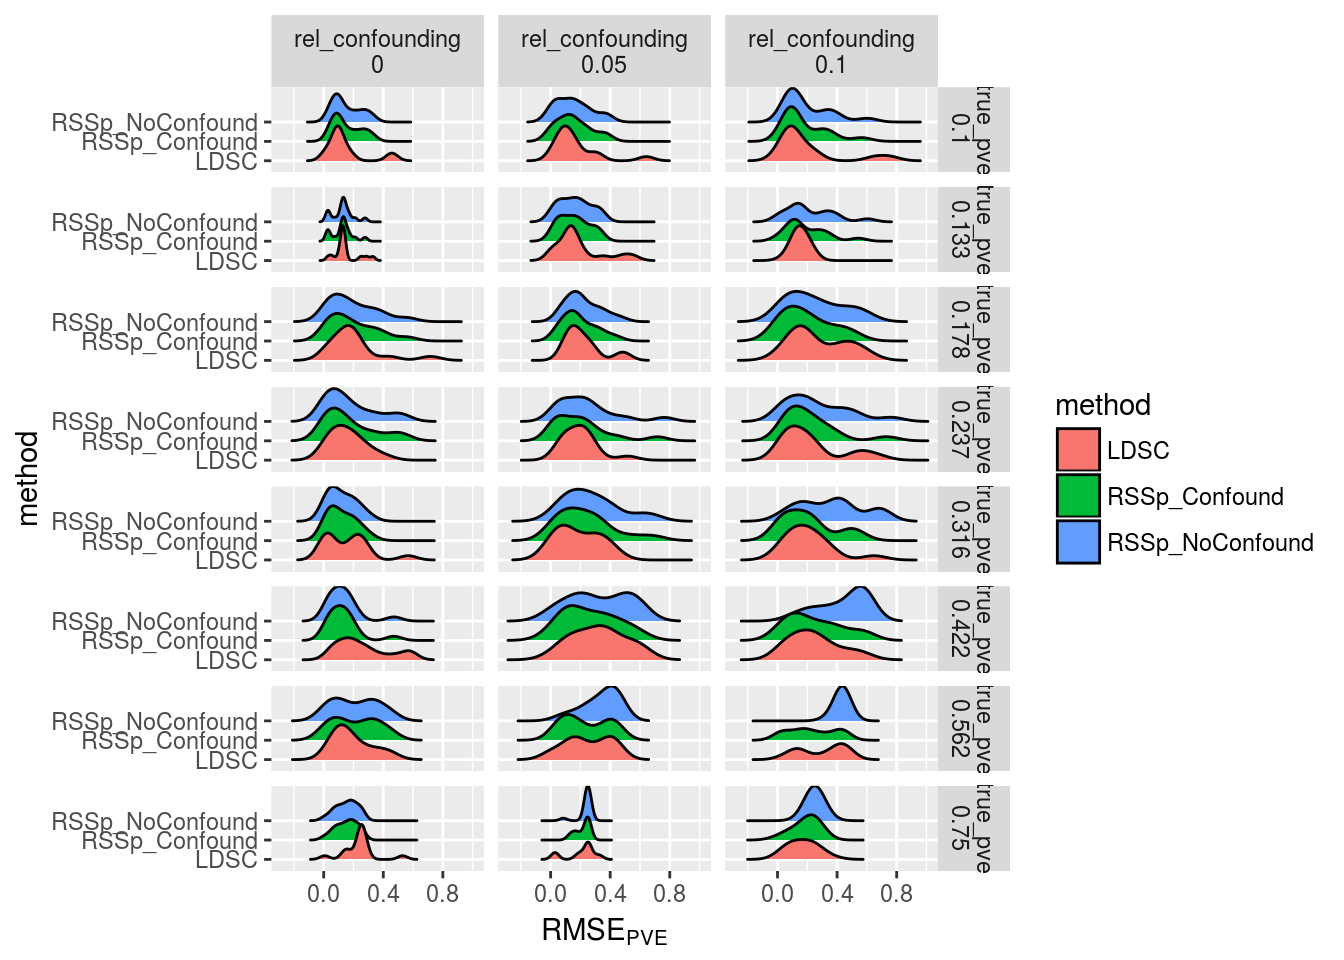 rel_confounding
0
rel_confounding
0.05
rel_confounding
0.1
RSSp_NoConfound
RSSp_Confound
LDSC
true_pve
0.1
RSSp_NoConfound
RSSp_Confound
LDSC
true_pve
0.133
RSSp_NoConfound
RSSp_Confound
LDSC
true_pve
0.178
RSSp_NoConfound
RSSp_Confound
LDSC
true_pve
0.237
RSSp_NoConfound
RSSp_Confound
LDSC
true_pve
0.316
RSSp_NoConfound
RSSp_Confound
LDSC
true_pve
0.422
RSSp_NoConfound
RSSp_Confound
LDSC
true_pve
0.562
RSSp_NoConfound
RSSp_Confound
LDSC
true_pve
0.75
method
0.0 0.4 0.8
0.0 0.4 0.8
0.0 0.4 0.8
RMSE_PVE
method
LDSC
RSSp_Confound
RSSp_NoConfound